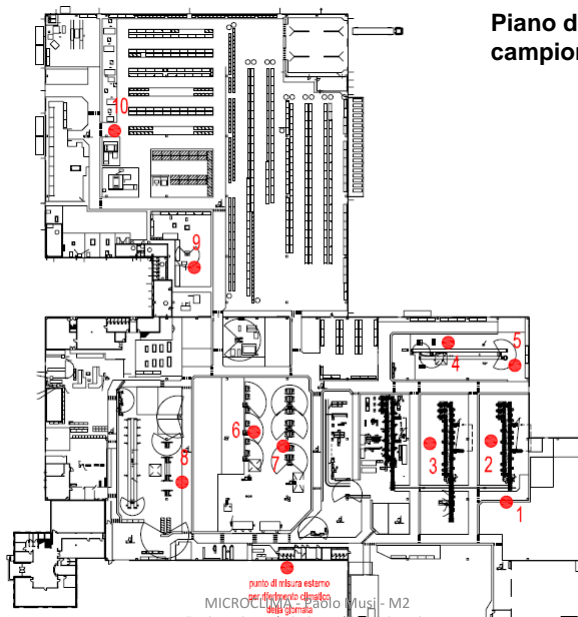 Piano d
campion
10
9
5
4
6
7
3
2
8
1
punto di misura esterno
per riferimento climatico
della giornata
MICROCLIMA - Paolo Musi - M2